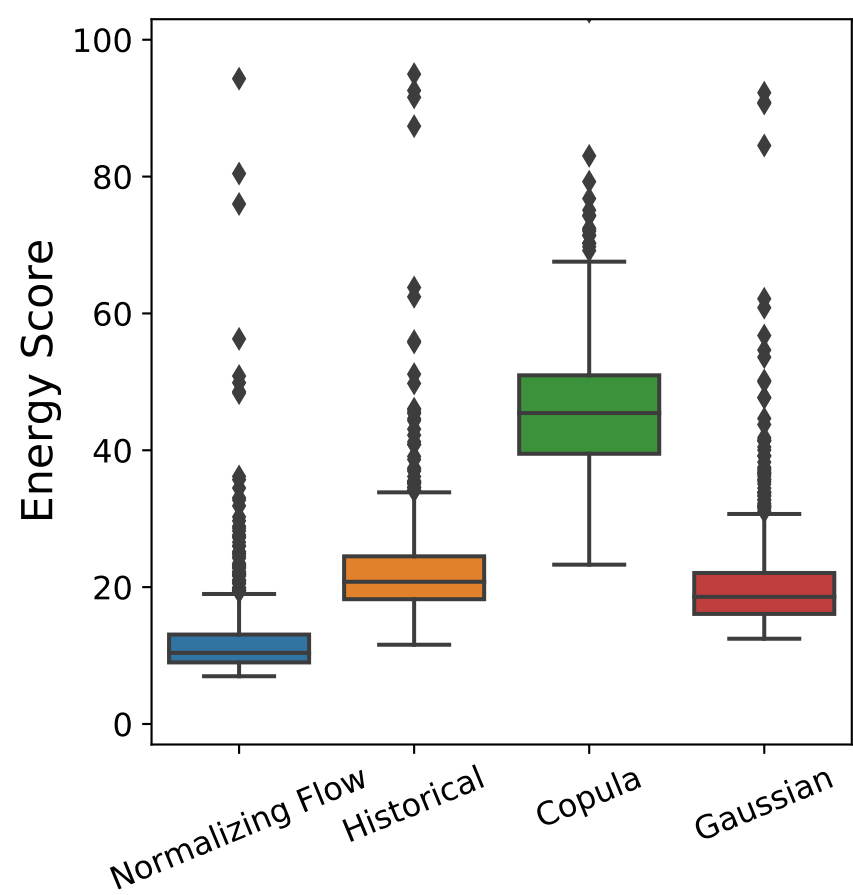 Energy Score
100
80
60
40
20
0
Normalizing Flow
Historical
Copula
Gaussian